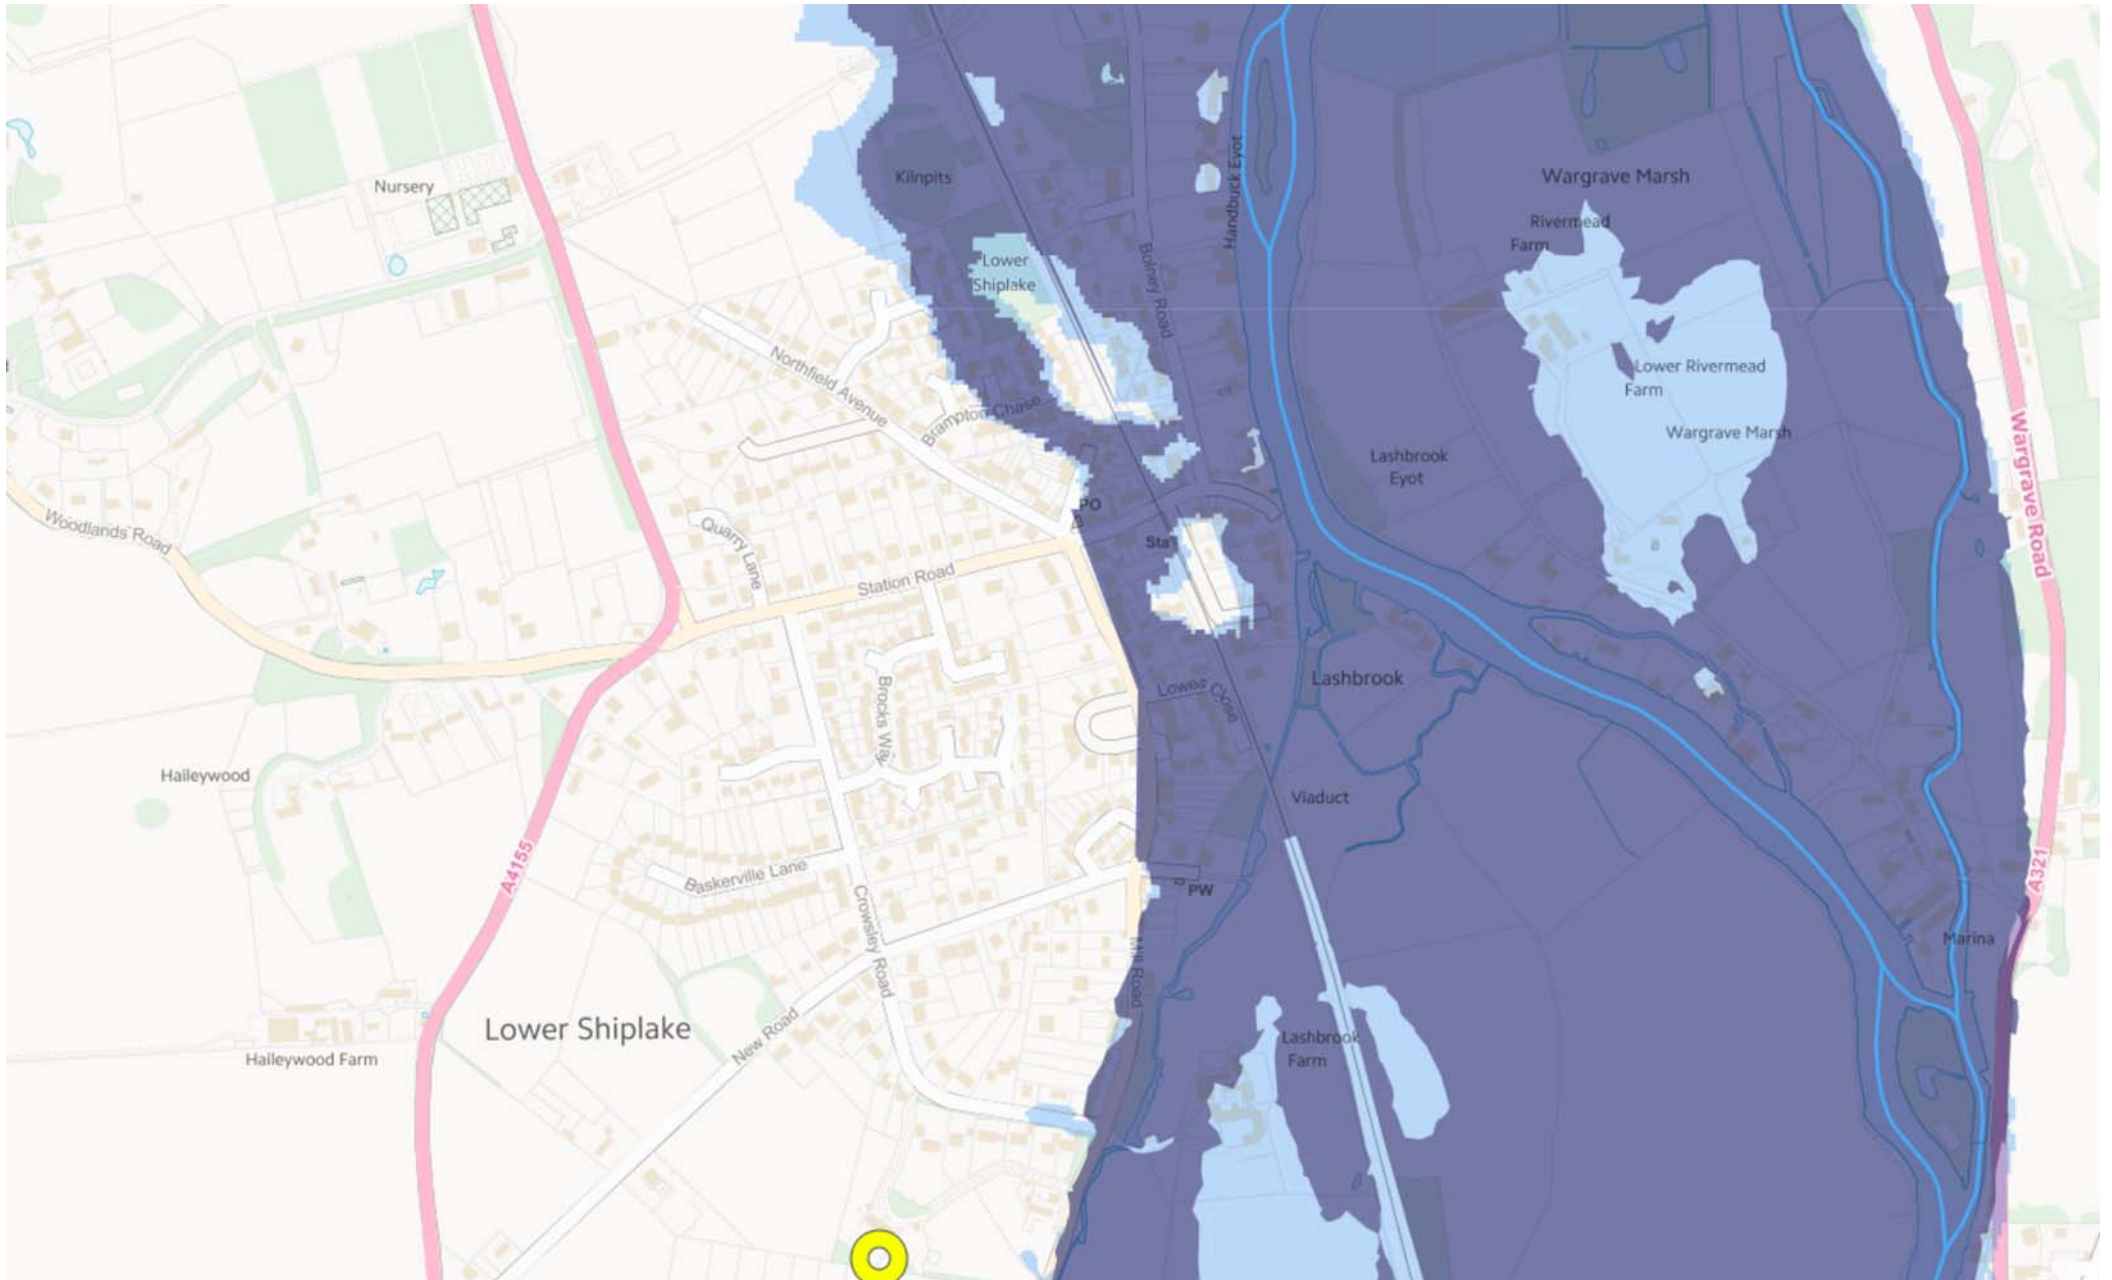 Nursery
Kilnpits
Handbuck Eyot
Wargrave Marsh
Rivermead
Farm
Lower
Shiplake
Bolney Road
Northfield Avenue
Brampton Chase
Lower Rivermead
Farm
Wargrave Marsh
Lashbrook
Eyot
Wargrave Road
PO
Woodlands Road
Quarry Lane
Station Road
Sta
Lashbrook
Lowes Close
Brocks Way
Haileywood
Viaduct
A4155
Baskerville Lane
PW
A321
Crowsley Road
Marina
Mill Road
Lower Shiplake
New Road
Lashbrook
Farm
Haileywood Farm